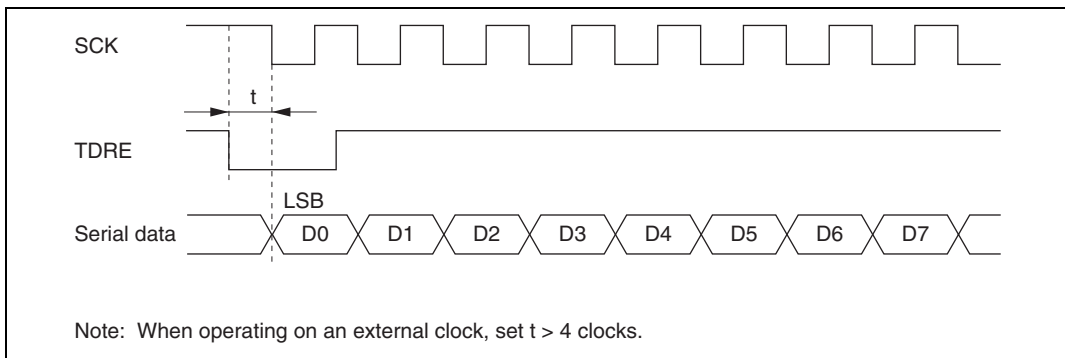 SCK
t
TDRE
LSB
Serial data D0 D1 D2 D3 D4 D5 D6 D7
Note: When operating on an external clock, set t > 4 clocks.